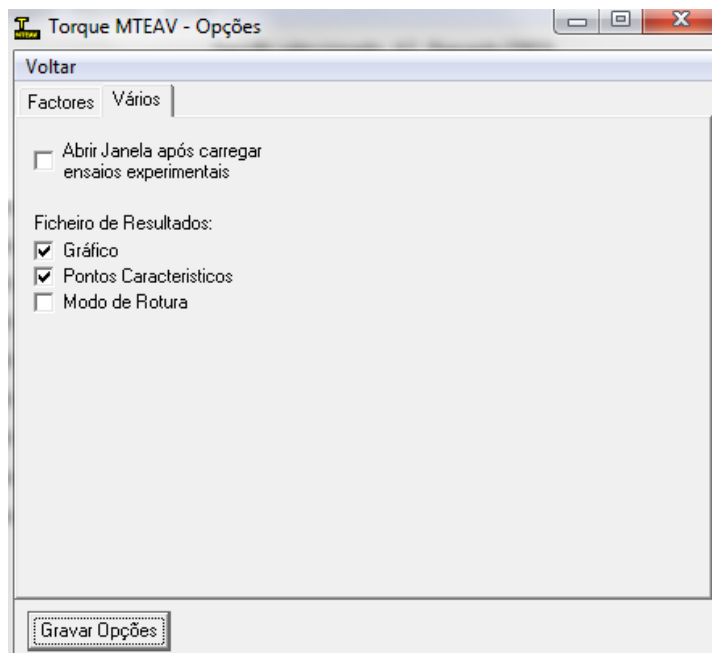 Torque MTEAV - Opções
Voltar
Factores Vários
Abrir Janela após carregar
ensaios experimentais
Ficheiro de Resultados:
Gráfico
Pontos Caracteristicos
Modo de Rotura
Gravar Opções